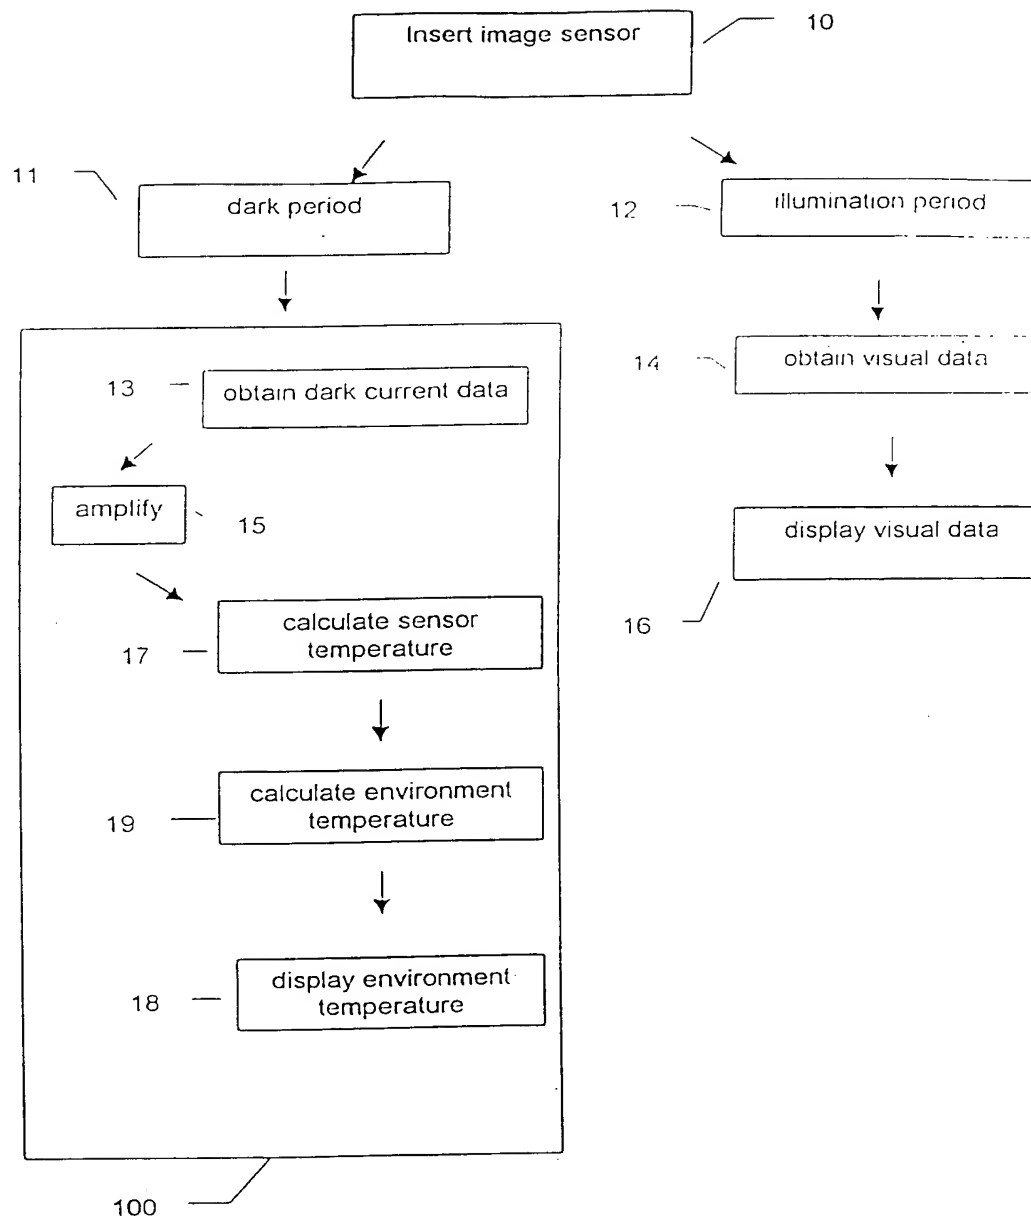 Insert image sensor
10
11
dark period
12
illumination period
13
obtain dark current data
14
obtain visual data
amplify
15
display visual data
16
17
calculate sensor
temperature
19
calculate environment
temperature
18
display environment
temperature
100